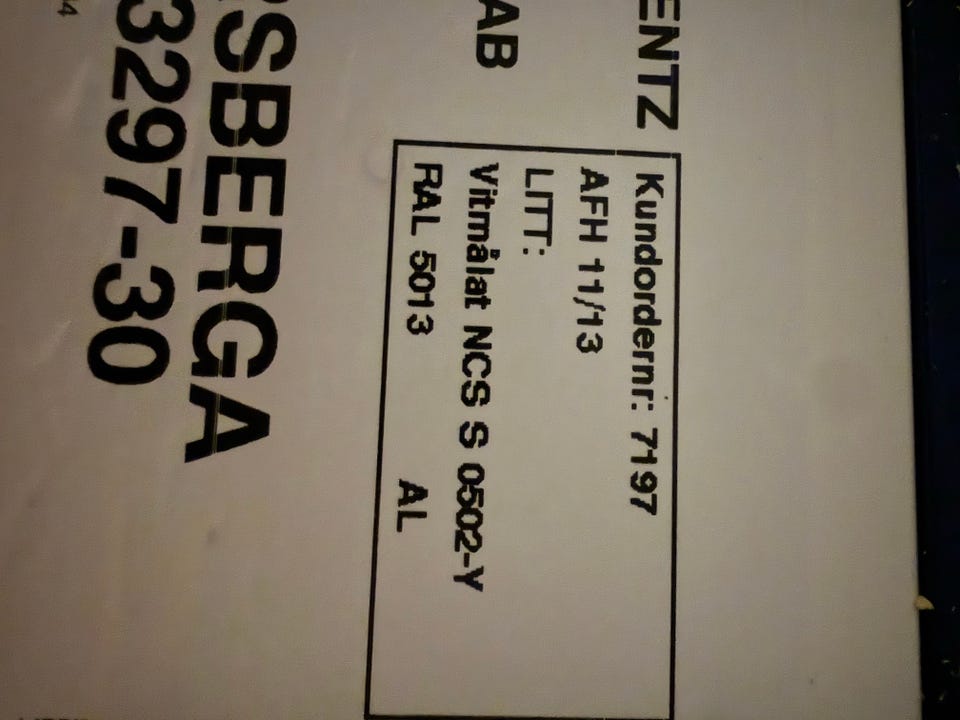 ENTZ
Kundordernr: 7197
AFH 11/13
LITT:
AB
Vitmålat NCS S 0502-Y
RAL 5013 AL
SBERGA
3297-30